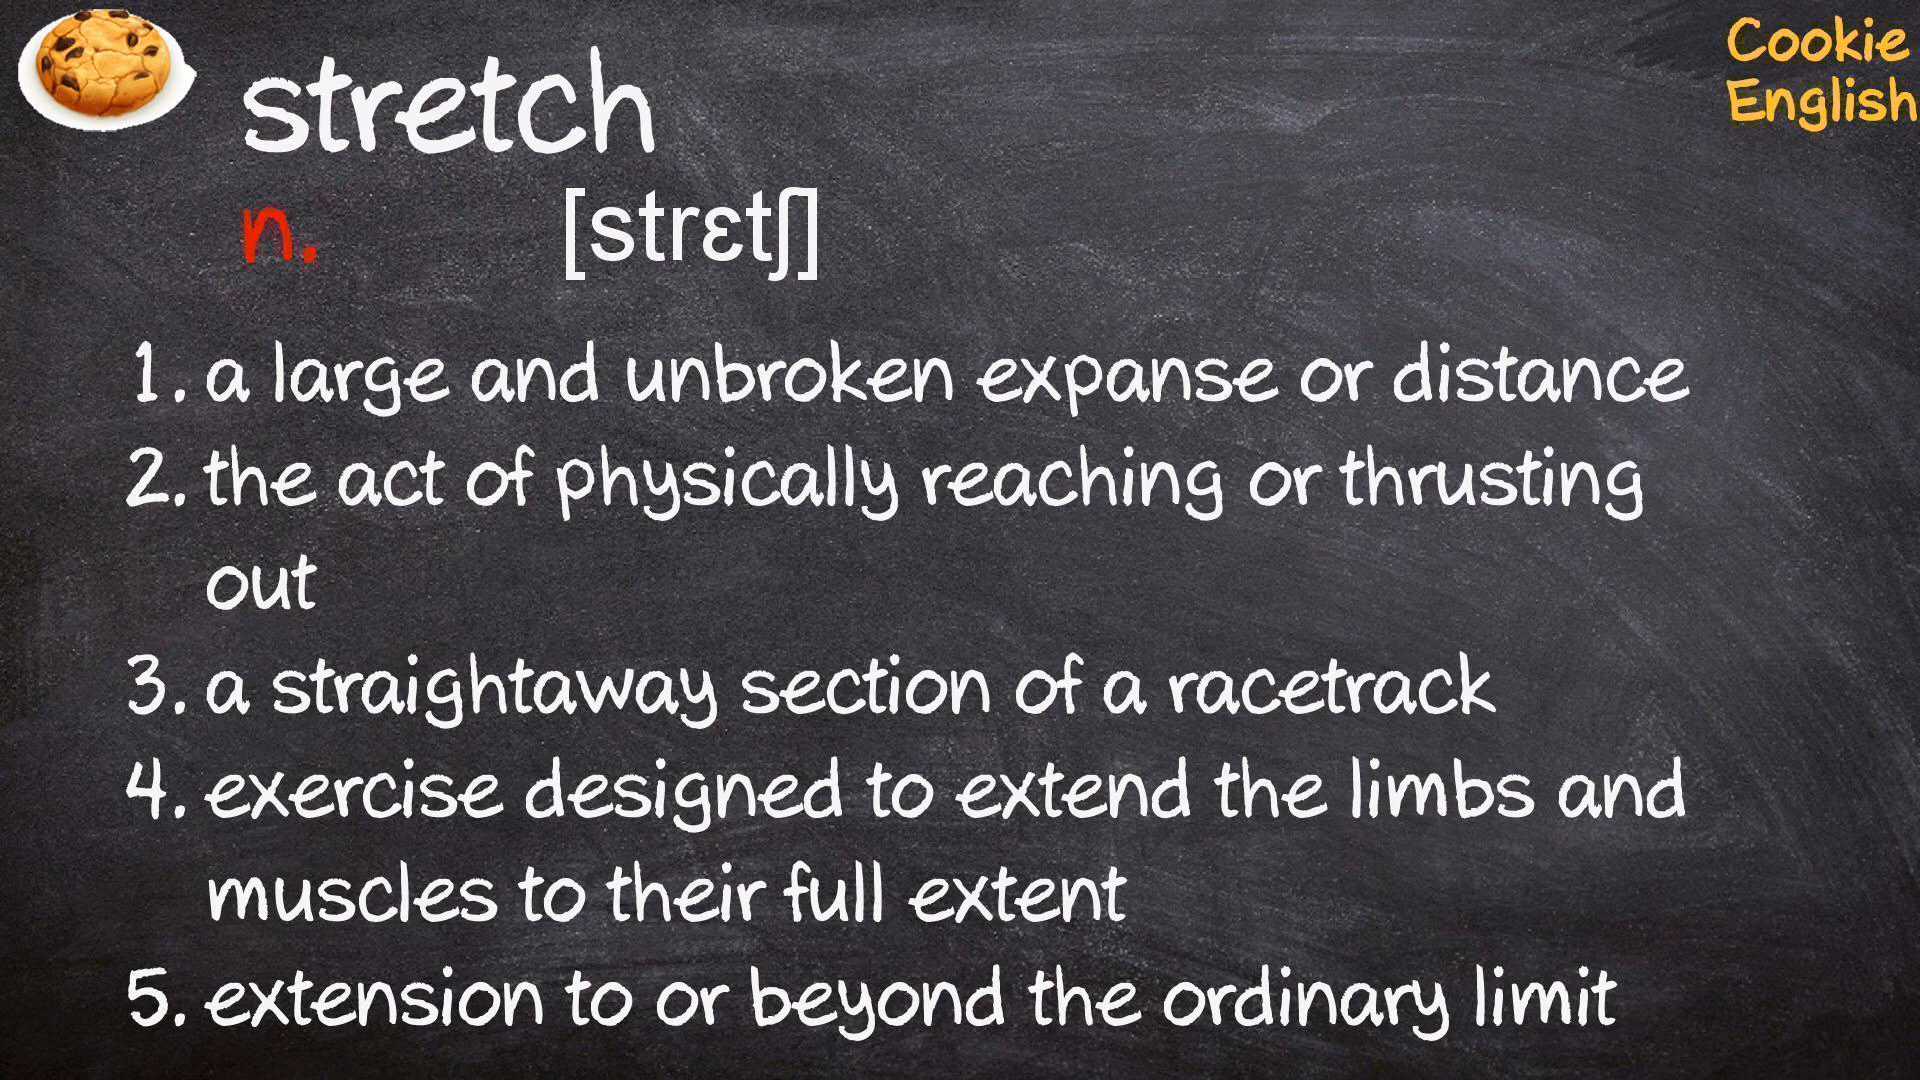 Cookie
English
stretch
n. [strɛtʃ]
1. a large and unbroken expanse or distance
2. the act of physically reaching or thrusting
out
3. a straightaway section of a racetrack
4. exercise designed to extend the limbs and
muscles to their full extent
5. extension to or beyond the ordinary limit